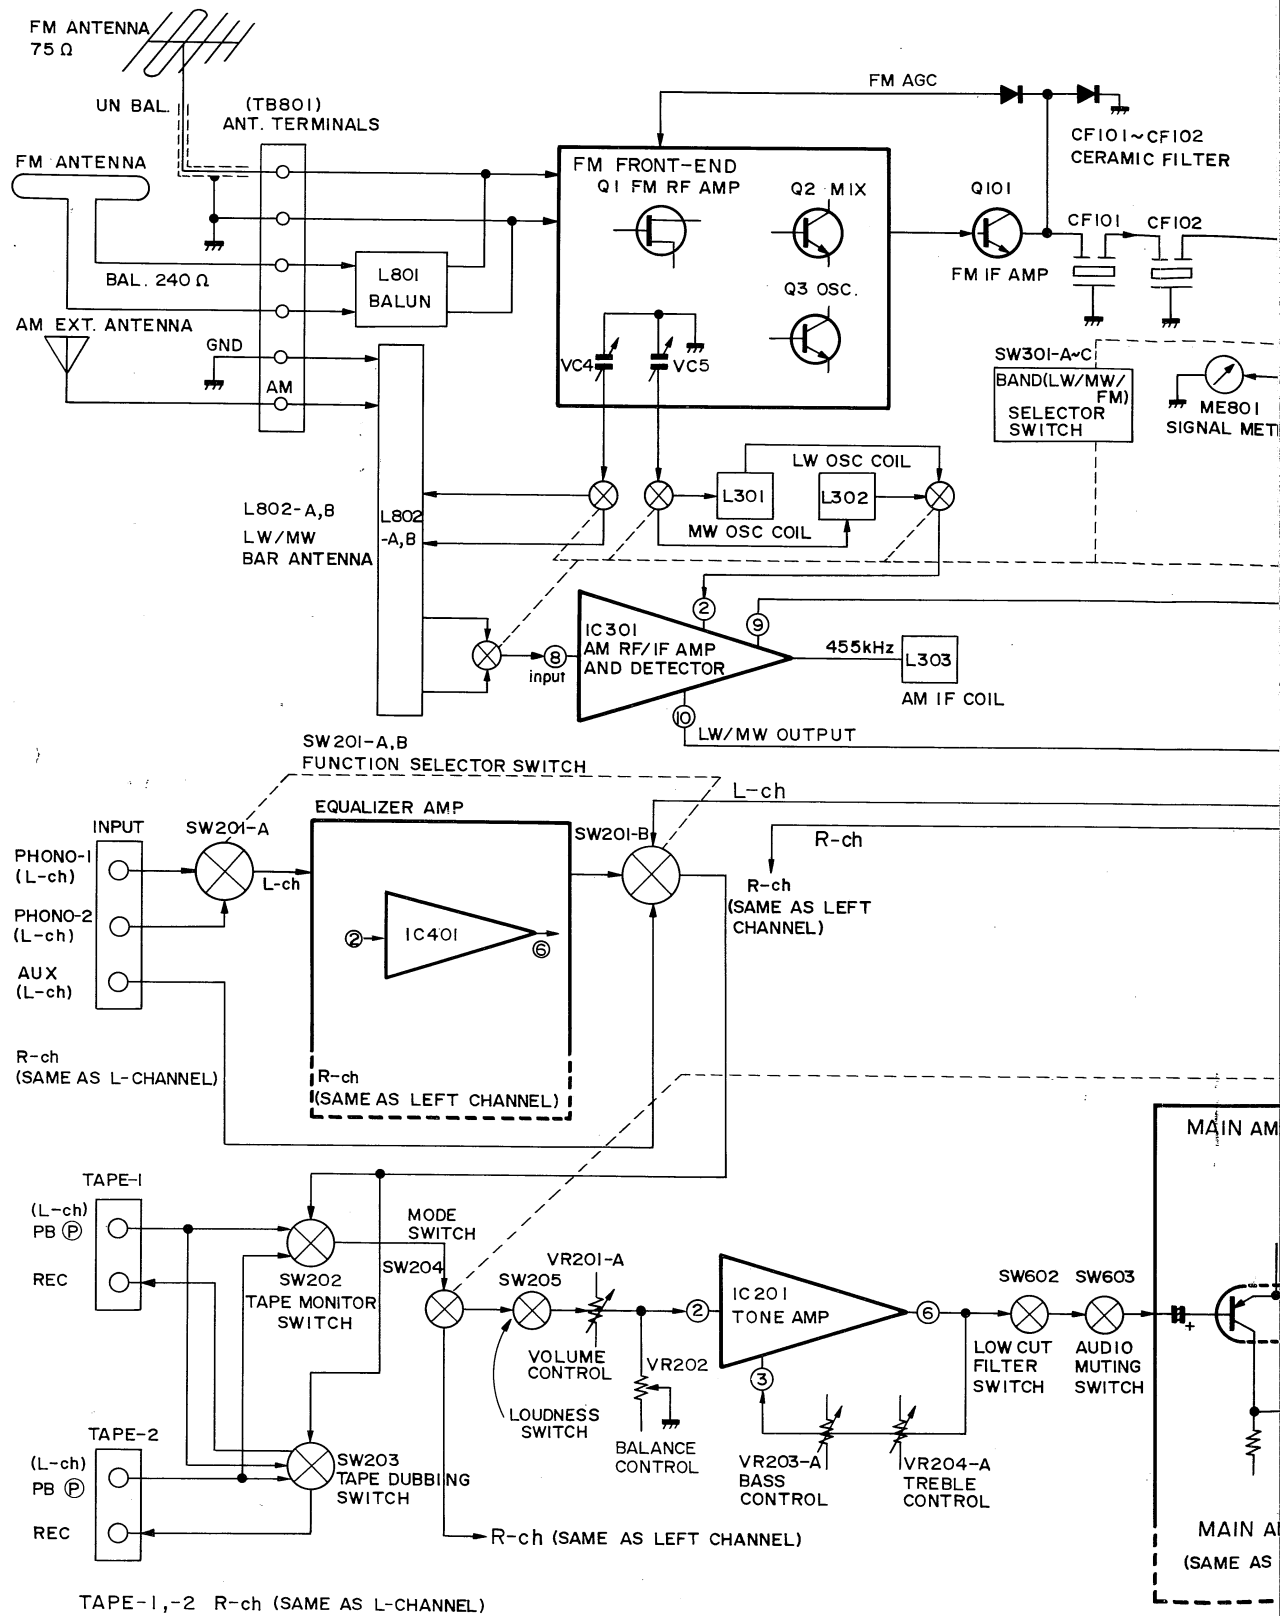 FM ANTENNA
75 Ω
UN BAL.
(TB801)
ANT. TERMINALS
FM ANTENNA
BAL. 240 Ω
AM EXT. ANTENNA
GND
AM
L801
BALUN
FM AGC
FM FRONT-END
Q1 FM RF AMP
Q2 MIX
Q3 OSC.
VC4
VC5
CF101~CF102
CERAMIC FILTER
Q101
FM IF AMP
CF101
CF102
SW301-A~C
BAND(LW/MW/
FM)
SELECTOR
SWITCH
ME801
SIGNAL MET
L802-A,B
LW/MW
BAR ANTENNA
L802
-A,B
LW OSC COIL
L301
L302
MW OSC COIL
IC301
AM RF/IF AMP
AND DETECTOR
2
9
8
input
10
455kHz
L303
AM IF COIL
LW/MW OUTPUT
SW201-A,B
FUNCTION SELECTOR SWITCH
L-ch
R-ch
INPUT
SW201-A
EQUALIZER AMP
SW201-B
PHONO-1
(L-ch)
L-ch
PHONO-2
(L-ch)
AUX
(L-ch)
2
IC401
6
R-ch
(SAME AS LEFT
CHANNEL)
R-ch
(SAME AS L-CHANNEL)
R-ch
(SAME AS LEFT CHANNEL)
MAIN AM
TAPE-1
(L-ch)
PB P
REC
SW202
TAPE MONITOR
SWITCH
MODE
SWITCH
SW204
SW205
LOUDNESS
SWITCH
VR201-A
VOLUME
CONTROL
VR202
BALANCE
CONTROL
2
IC201
TONE AMP
6
3
VR203-A
BASS
CONTROL
VR204-A
TREBLE
CONTROL
SW602
LOW CUT
FILTER
SWITCH
SW603
AUDIO
MUTING
SWITCH
+
TAPE-2
(L-ch)
PB P
REC
SW203
TAPE DUBBING
SWITCH
R-ch (SAME AS LEFT CHANNEL)
MAIN A
(SAME AS
TAPE-1,-2 R-ch (SAME AS L-CHANNEL)